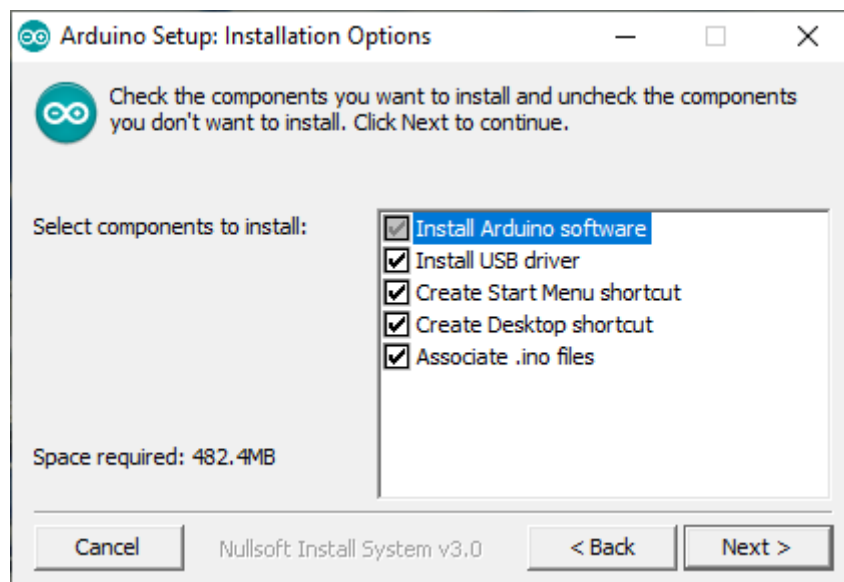 Arduino Setup: Installation Options
Check the components you want to install and uncheck the components
you don't want to install. Click Next to continue.
Select components to install:
Install Arduino software
Install USB driver
Create Start Menu shortcut
Create Desktop shortcut
Associate .ino files
Space required: 482.4MB
Cancel
Nullsoft Install System v3.0
< Back
Next >